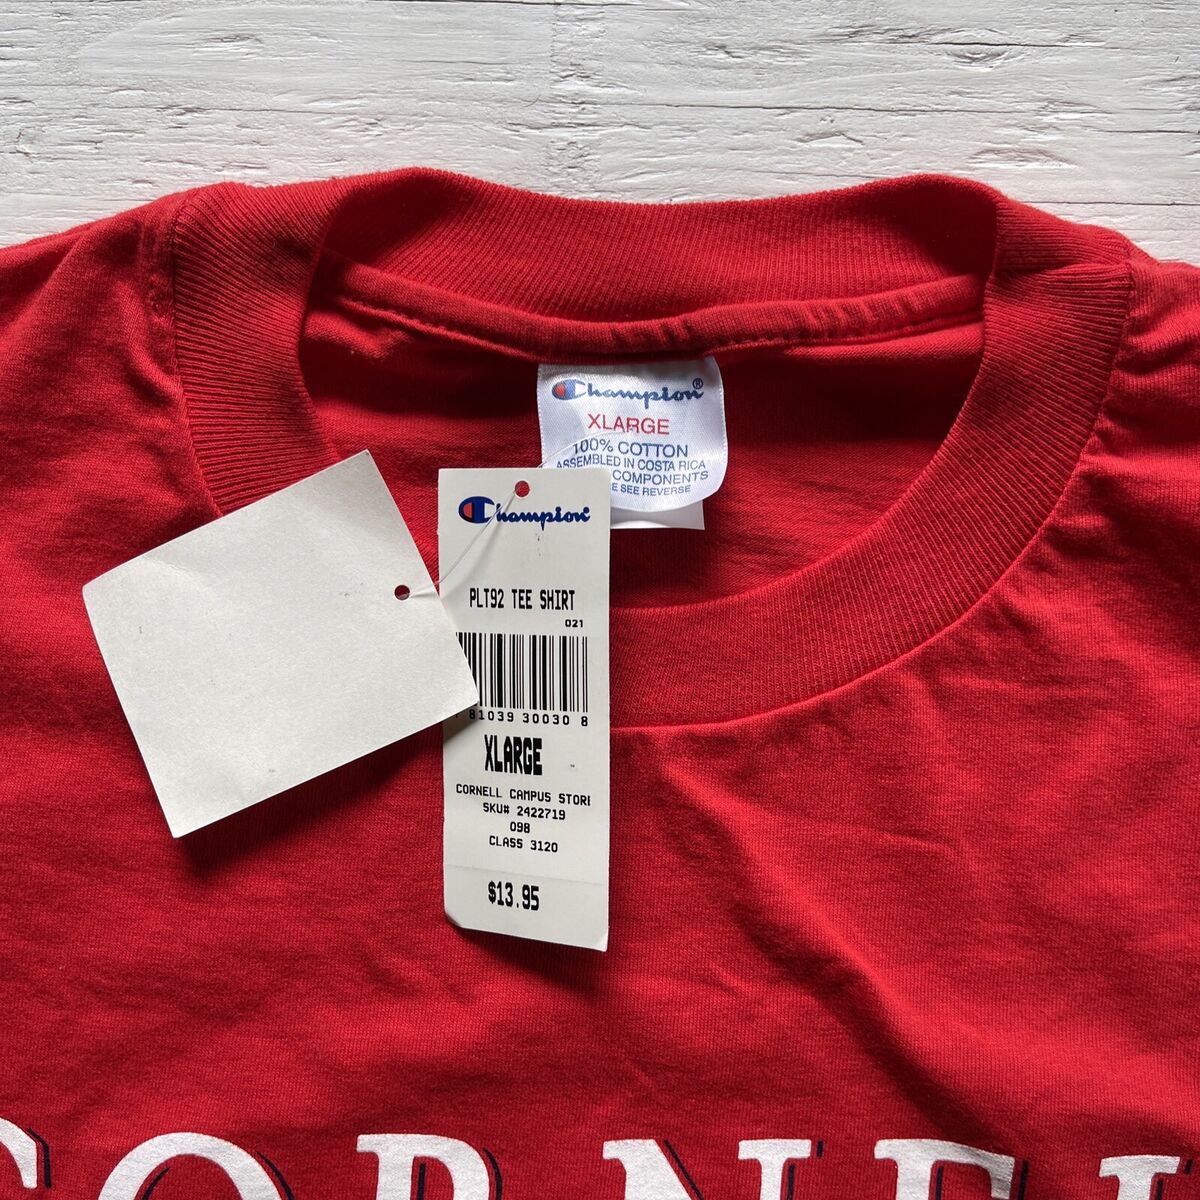 Champion®
XLARGE
100% COTTON
ASSEMBLED IN COSTA RICA
COMPONENTS
SEE REVERSE
Champion
PLT92 TEE SHIRT
021
81039 30030 8
XLARGE
CORNELL CAMPUS STORE
SKU# 2422719
098
CLASS 3120
$13.95
CORNEL